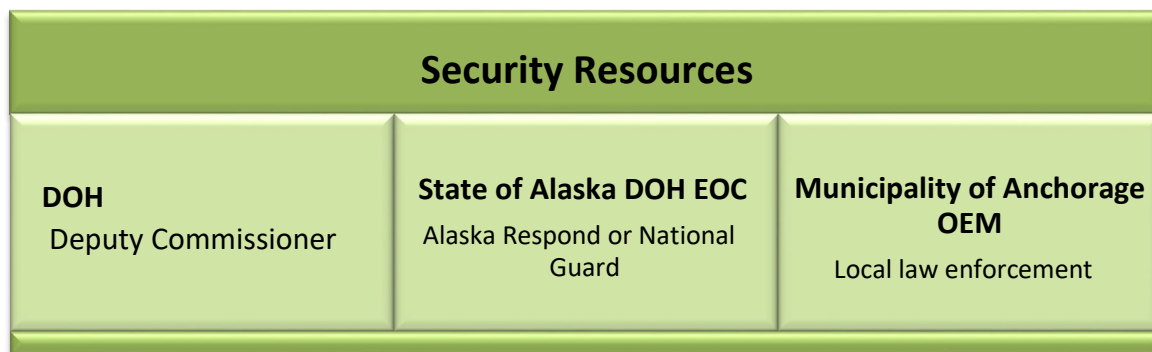 Security Resources
DOH
Deputy Commissioner
State of Alaska DOH EOC
Alaska Respond or National
Guard
Municipality of Anchorage
OEM
Local law enforcement